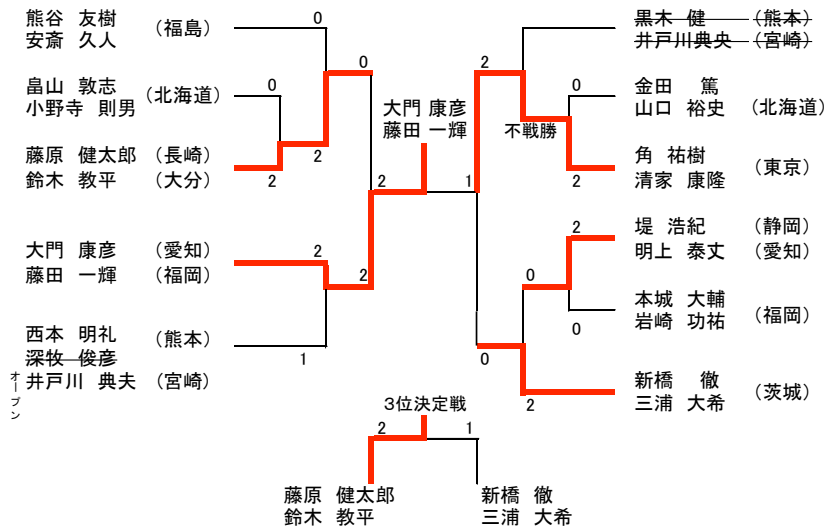 熊谷 友樹 (福島)
安斎 久人
0
畠山 敦志 (北海道)
小野寺 則男
0
0
藤原 健太郎 (長崎)
鈴木 教平 (大分)
2
2
大門 康彦 (愛知)
藤田 一輝 (福岡)
2
2
2
西本 明礼 (熊本)
深牧 俊彦
オープン 井戸川 典夫 (宮崎)
1
大門 康彦
藤田 一輝
黒木 健 (熊本)
井戸川典央 (宮崎)
2
不戦勝
金田 篤
山口 裕史 (北海道)
0
角 祐樹 (東京)
清家 康隆
2
1
堤 浩紀 (静岡)
明上 泰丈 (愛知)
2
0
本城 大輔 (福岡)
岩崎 功祐
0
新橋 徹 (茨城)
三浦 大希
2
0
3位決定戦
2 1
藤原 健太郎
鈴木 教平
新橋 徹
三浦 大希